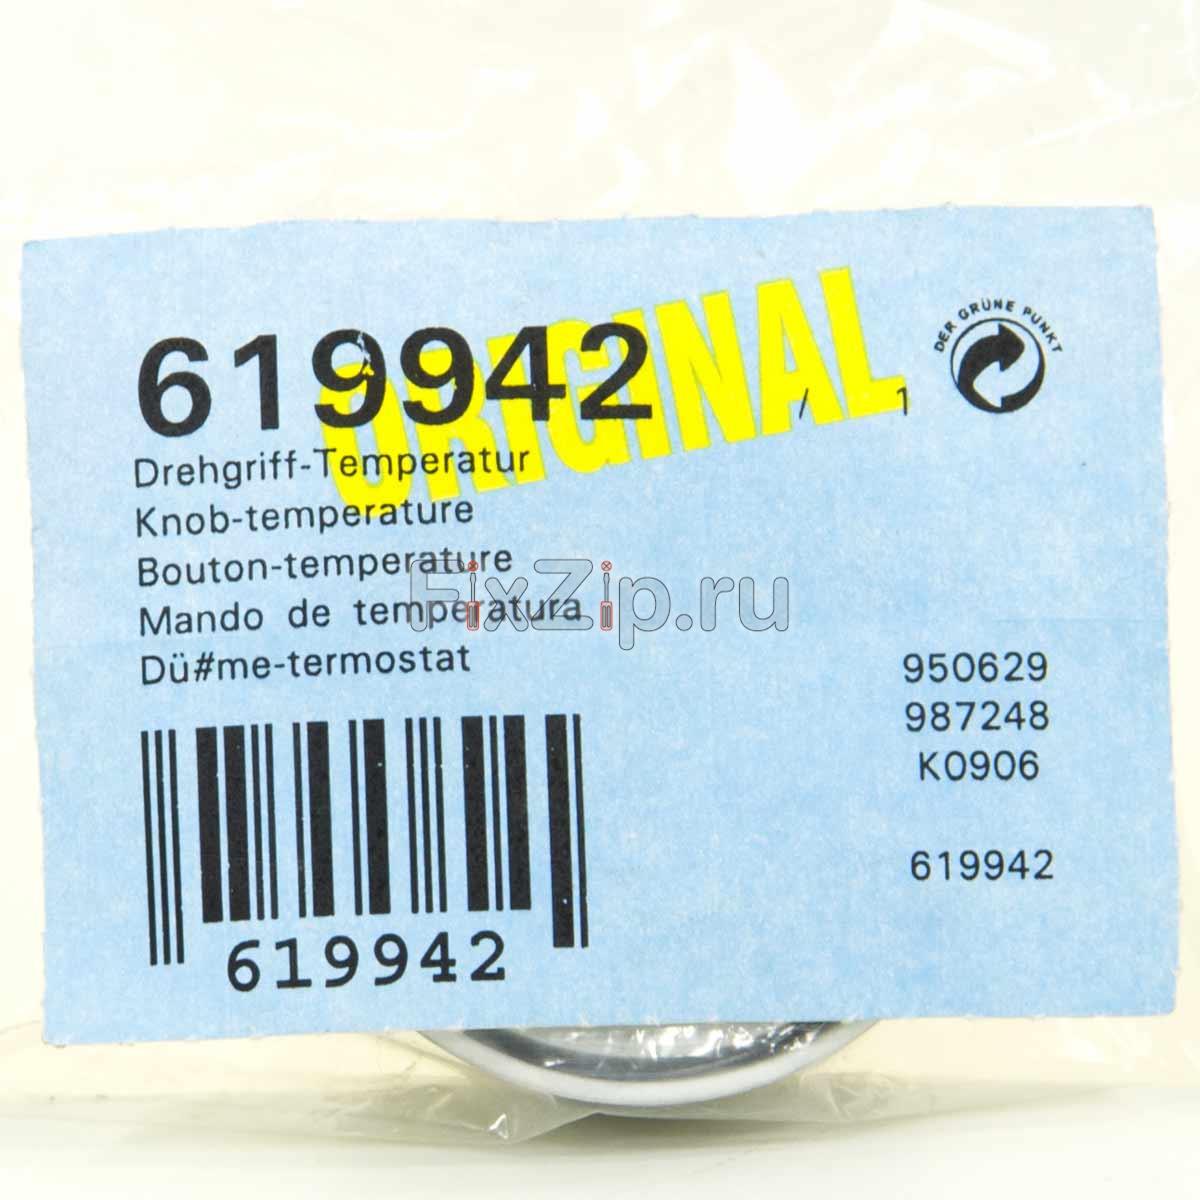 ORIGINAL
619942 / 1
DER GRÜNE PUNKT
Drehgriff-Temperatur
Knob-temperature
Bouton-temperature
Mando de temperatura
Dü#me-termostat
FixZip.ru
950629
987248
K0906
619942
619942